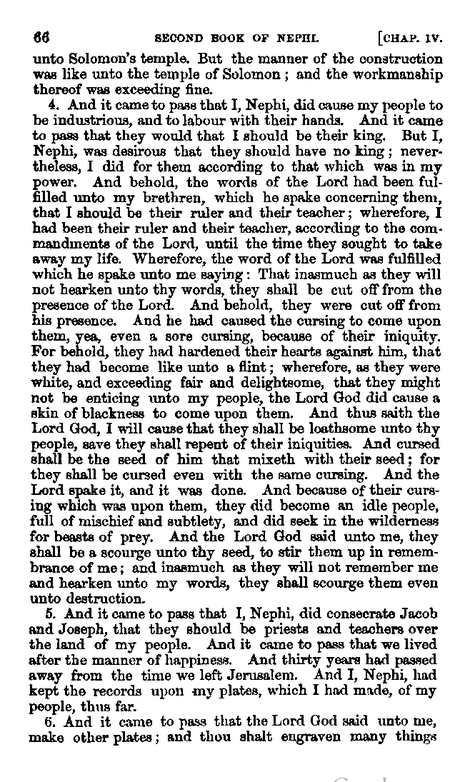 66 SECOND BOOK OF NEPHI. [CHAP. IV.
unto Solomon's temple. But the manner of the construction
was like unto the temple of Solomon; and the workmanship
thereof was exceeding fine.
4. And it came to pass that I, Nephi, did cause my people to
be industrious, and to labour with their hands. And it came
to pass that they would that I should be their king. But I,
Nephi, was desirous that they should have no king; never-
theless, I did for them according to that which was in my
power. And behold, the words of the Lord had been ful-
filled unto my brethren, which he spake concerning them,
that I should be their ruler and their teacher; wherefore, I
had been their ruler and their teacher, according to the com-
mandments of the Lord, until the time they sought to take
away my life. Wherefore, the word of the Lord was fulfilled
which he spake unto me saying: That inasmuch as they will
not hearken unto thy words, they shall be cut off from the
presence of the Lord. And behold, they were cut off from
his presence. And he had caused the cursing to come upon
them, yea, even a sore cursing, because of their iniquity.
For behold, they had hardened their hearts against him, that
they had become like unto a flint; wherefore, as they were
white, and exceeding fair and delightsome, that they might
not be enticing unto my people, the Lord God did cause a
skin of blackness to come upon them. And thus saith the
Lord God, I will cause that they shall be loathsome unto thy
people, save they shall repent of their iniquities. And cursed
shall be the seed of him that mixeth with their seed; for
they shall be cursed even with the same cursing. And the
Lord spake it, and it was done. And because of their curs-
ing which was upon them, they did become an idle people,
full of mischief and subtlety, and did seek in the wilderness
for beasts of prey. And the Lord God said unto me, they
shall be a scourge unto thy seed, to stir them up in remem-
brance of me; and inasmuch as they will not remember me
and hearken unto my words, they shall scourge them even
unto destruction.
5. And it came to pass that I, Nephi, did consecrate Jacob
and Joseph, that they should be priests and teachers over
the land of my people. And it came to pass that we lived
after the manner of happiness. And thirty years had passed
away from the time we left Jerusalem. And I, Nephi, had
kept the records upon my plates, which I had made, of my
people, thus far.
6. And it came to pass that the Lord God said unto me,
make other plates; and thou shalt engraven many things